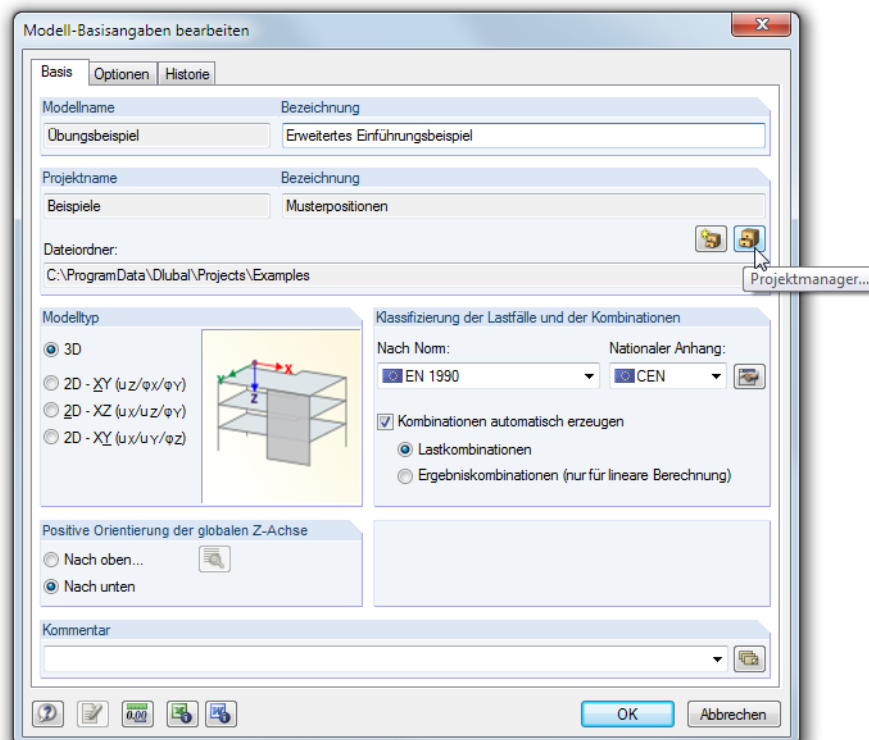 Modell-Basisangaben bearbeiten
Basis Optionen Historie
Modellname Bezeichnung
Übungsbeispiel Erweitertes Einführungsbeispiel
Projektname Bezeichnung
Beispiele Musterpositionen
Dateiordner:
C:\ProgramData\Dlubal\Projects\Examples
Projektmanager...
Modelltyp
3D
2D - XY (uZ/φX/φY)
2D - XZ (uX/uZ/φY)
2D - XY (uX/uY/φZ)
Y X
Z
Klassifizierung der Lastfälle und der Kombinationen
Nach Norm: Nationaler Anhang:
EN 1990 CEN
Kombinationen automatisch erzeugen
Lastkombinationen
Ergebniskombinationen (nur für lineare Berechnung)
Positive Orientierung der globalen Z-Achse
Nach oben...
Nach unten
Kommentar
0.00
OK Abbrechen